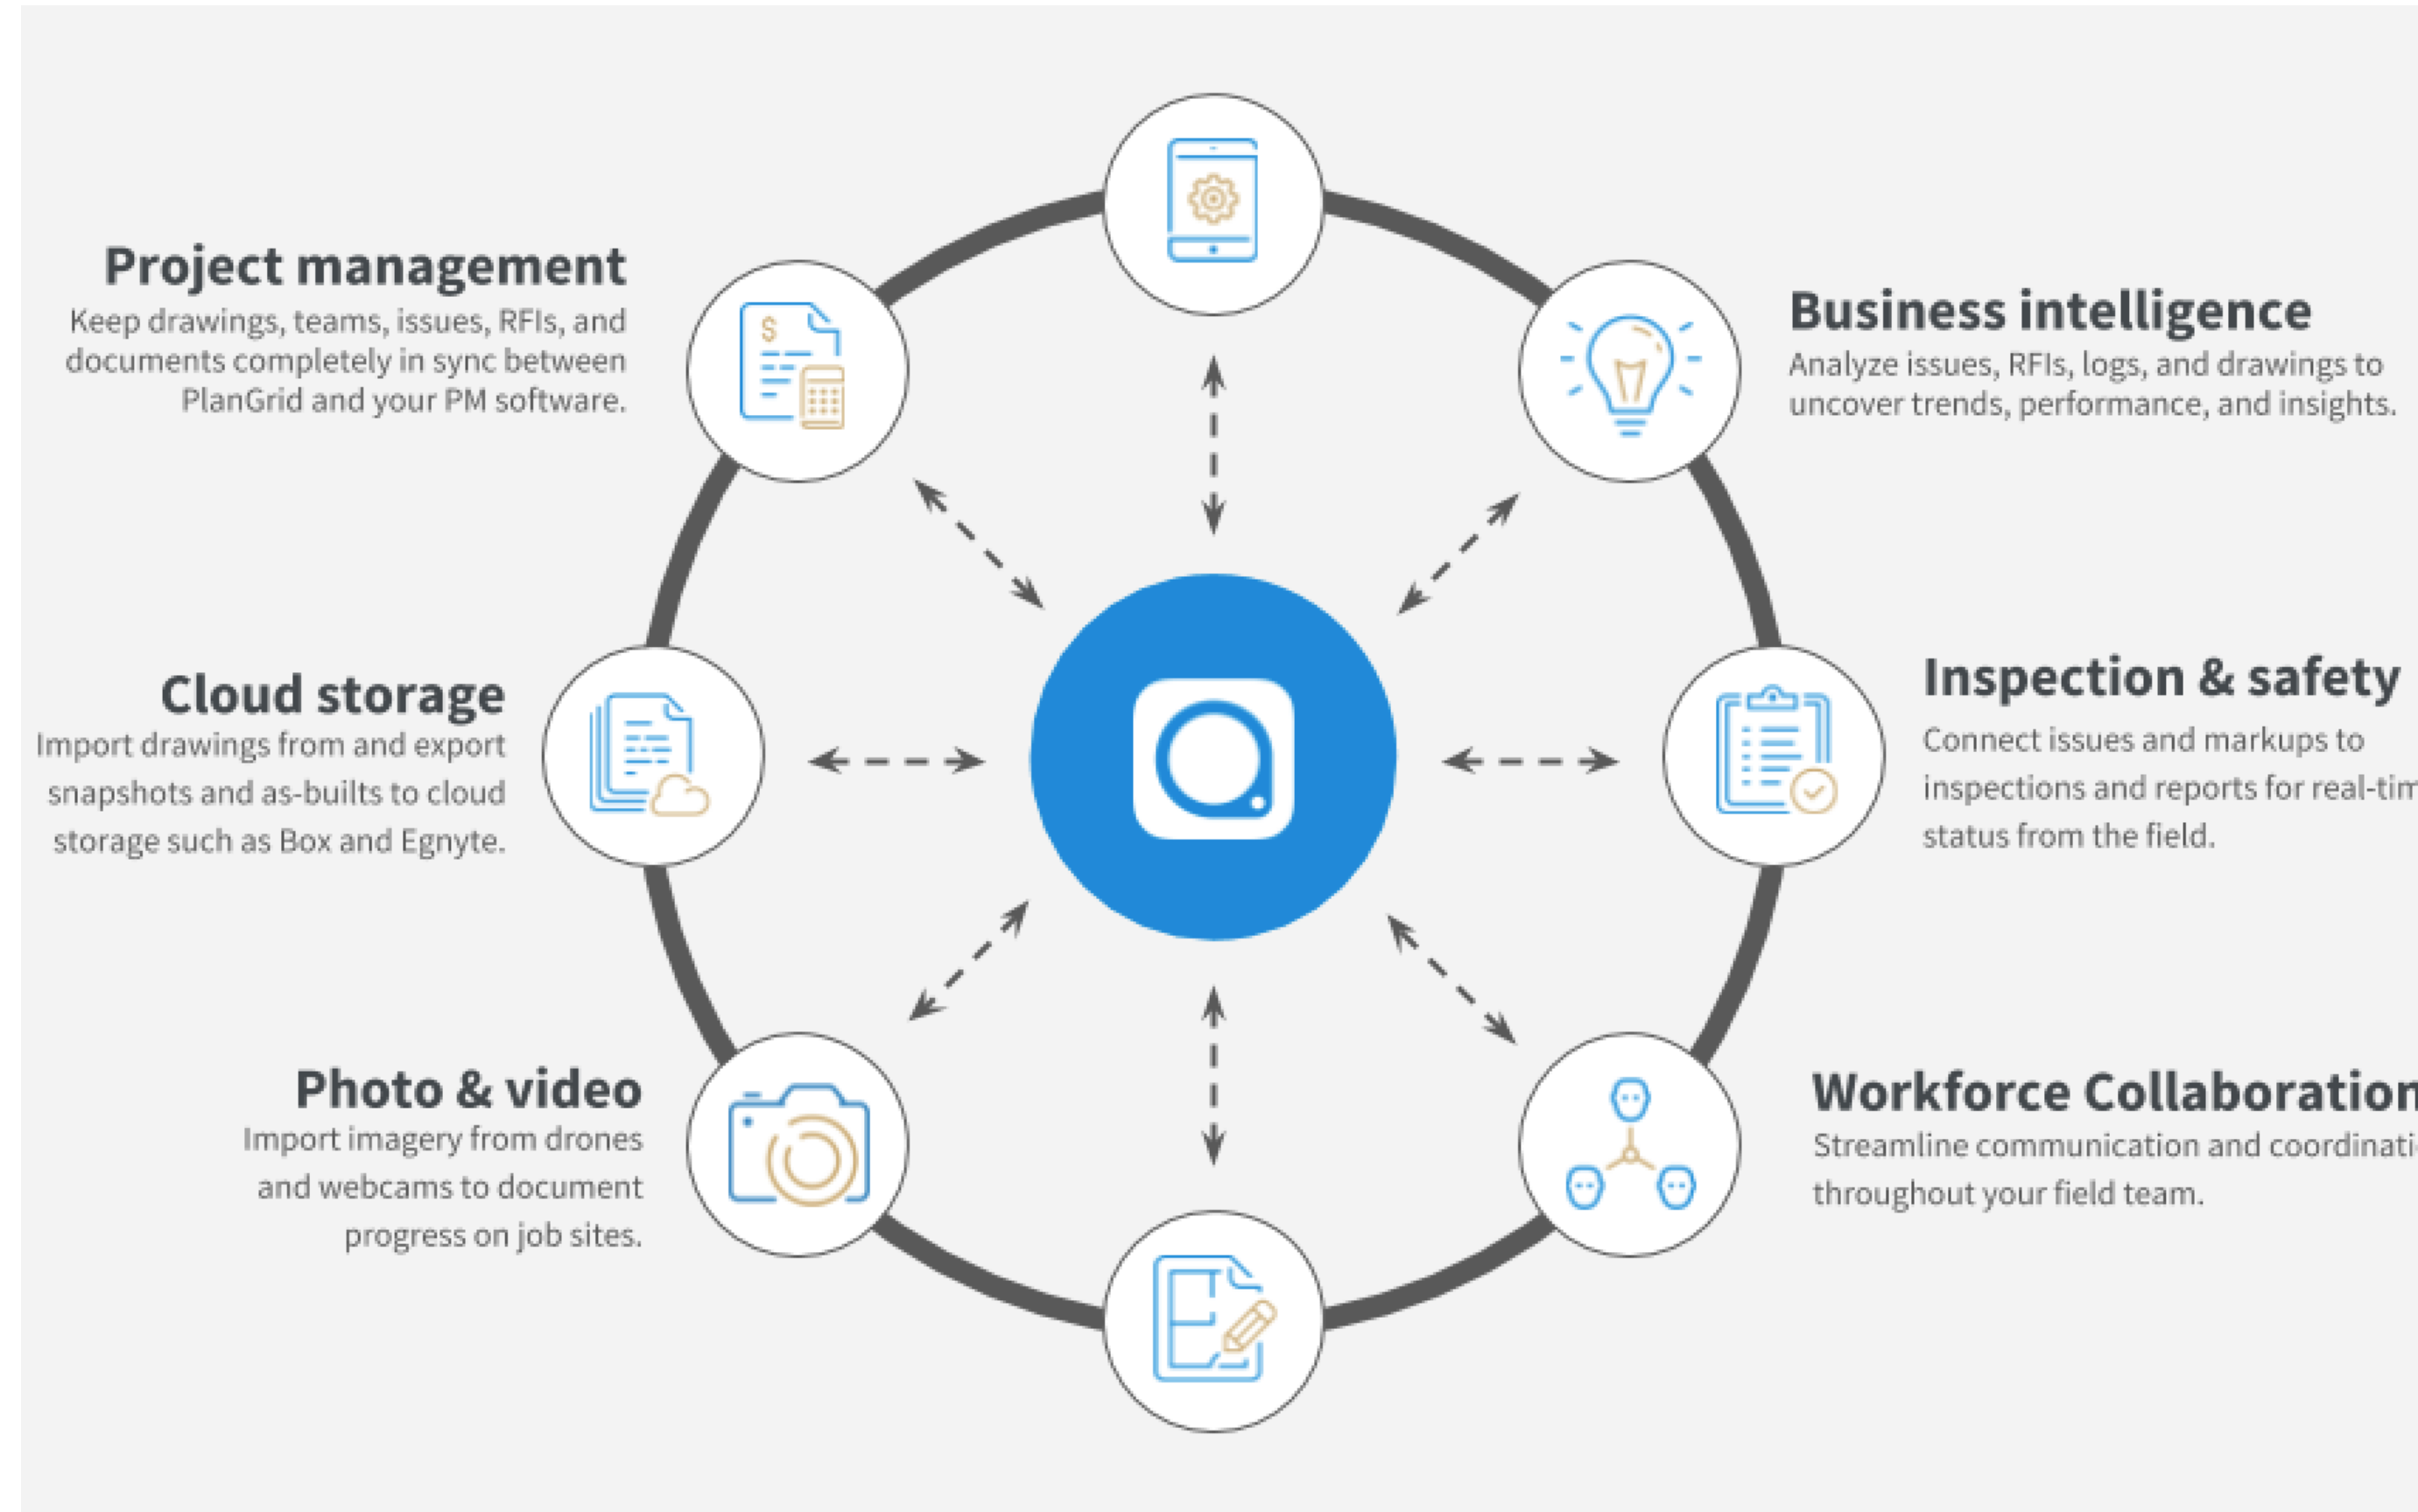 Project management
Keep drawings, teams, issues, RFIs, and
documents completely in sync between
PlanGrid and your PM software.
Business intelligence
Analyze issues, RFIs, logs, and drawings to
uncover trends, performance, and insights.
$
Cloud storage
Import drawings from and export
snapshots and as-builts to cloud
storage such as Box and Egnyte.
Inspection & safety
Connect issues and markups to
inspections and reports for
status from the field.
Photo & video
Import imagery from drones
and webcams to document
progress on job sites.
Workforce Collaboration
Streamline communication and
throughout your field team.